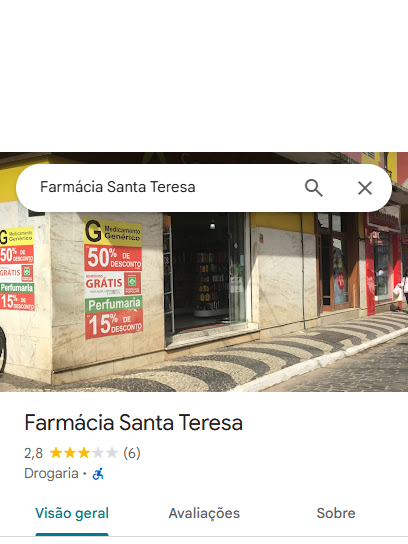 Farmácia Santa Teresa
G Medicamento
Genérico
50% DE
DESCONTO
GRÁTIS
Perfumaria
15% DE
DESCONTO
G Medicamento
Genérico
50% DE
DESCONTO
GRÁTIS
Perfumaria
15% DE
DESCONTO
Farmácia Santa Teresa
2,8 (6)
Drogaria ·
Visão geral Avaliações Sobre